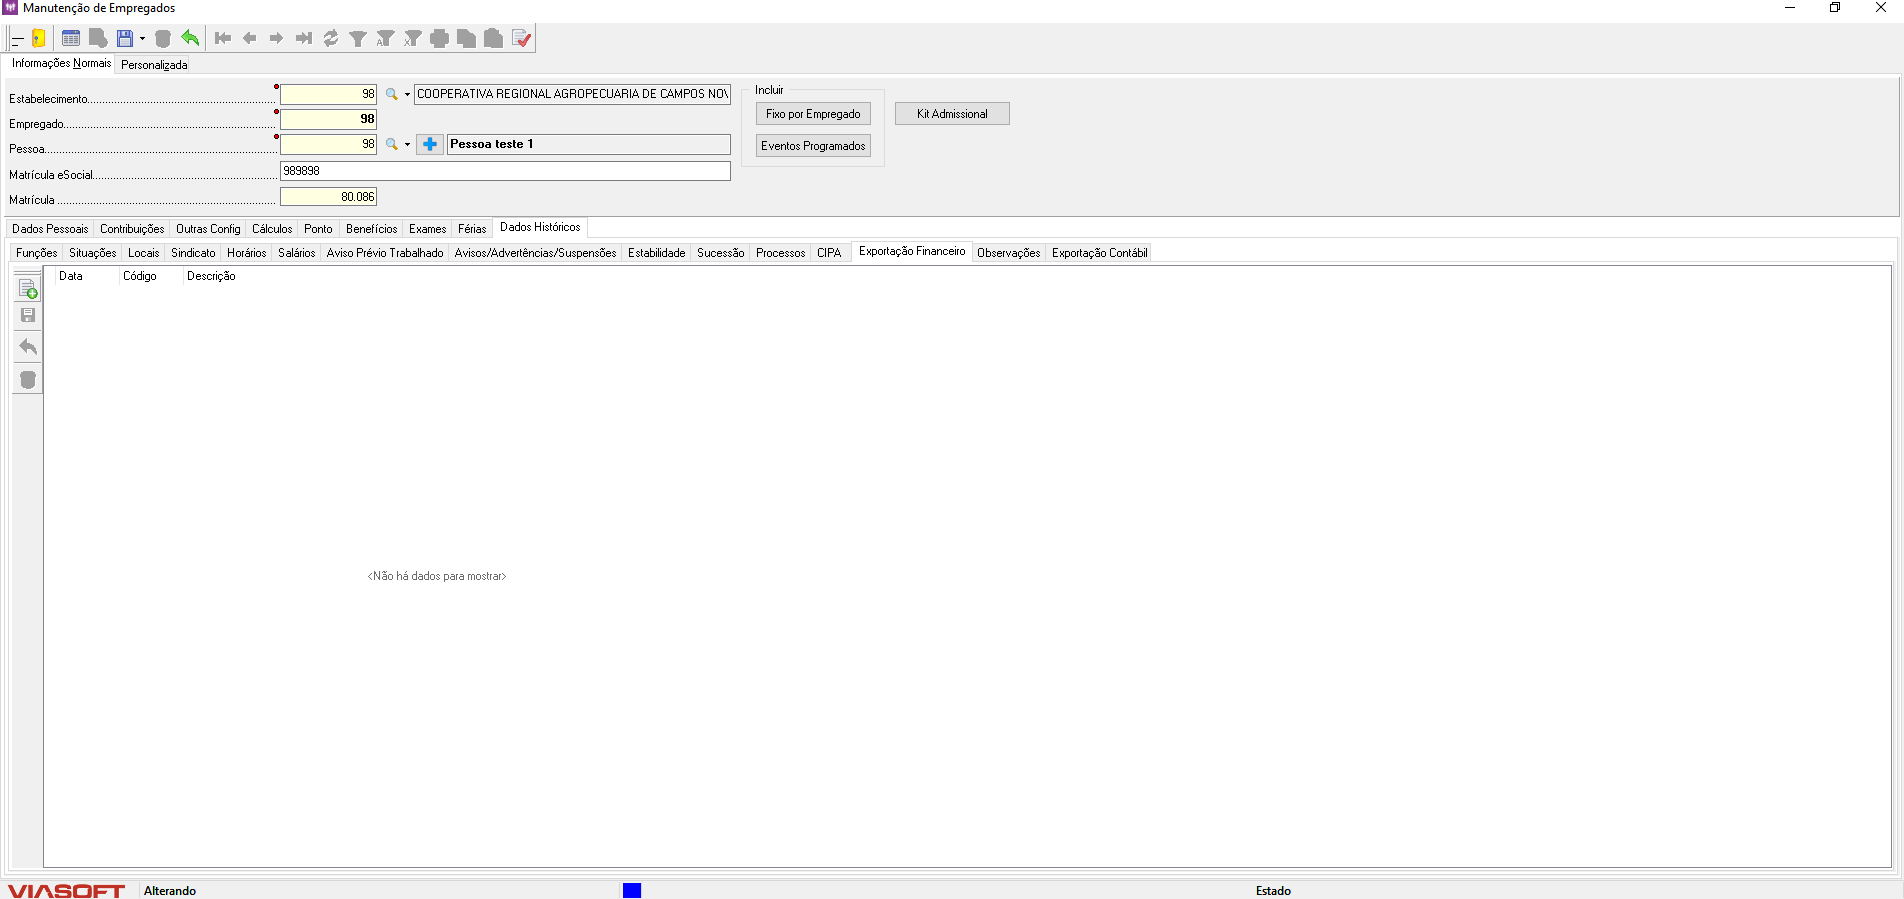 Manutenção de Empregados
Informações Normais Personalizada
Estabelecimento 98 COOPERATIVA REGIONAL AGROPECUARIA DE CAMPOS NOV
Empregado 98
Pessoa 98 Pessoa teste 1
Matrícula eSocial 989898
Matrícula 80.086
Incluir
Fixo por Empregado
Eventos Programados
Kit Admissional
Dados Pessoais Contribuições Outras Config Cálculos Ponto Benefícios Exames Férias Dados Históricos
Funções Situações Locais Sindicato Horários Salários Aviso Prévio Trabalhado Avisos/Advertências/Suspensões Estabilidade Sucessão Processos CIPA Exportação Financeiro Observações Exportação Contábil
Data Código Descrição
<Não há dados para mostrar>
VIASOFT Alterando Estado